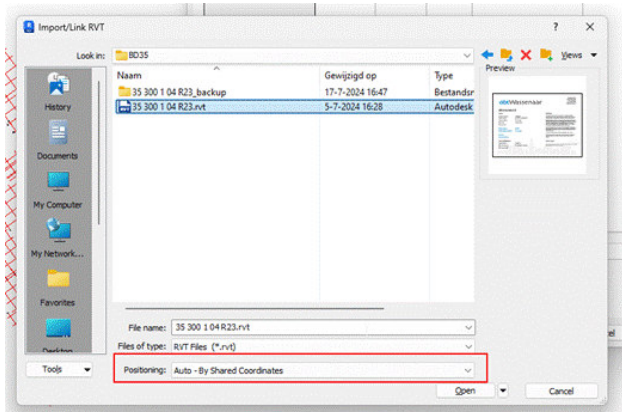 Import/Link RVT
Look in: BD35 Views
Naam Gewijzigd op Type Preview
35 300 1 04 R23_backup 17-7-2024 16:47 Bestandsr
35 300 1 04 R23.rvt 5-7-2024 16:28 Autodesk
Wassenaar
History
Documents
My Computer
My Network...
Favorites
Desktop
File name: 35 300 1 04 R23.rvt
Files of type: RVT Files (*.rvt)
Tools Positioning: Auto - By Shared Coordinates
Open Cancel